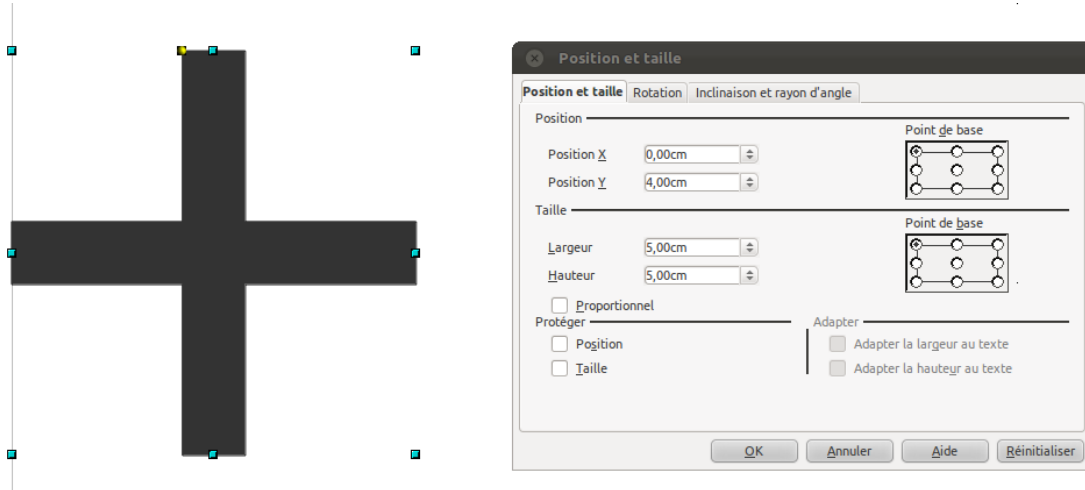 Position et taille
Position et taille Rotation Inclinaison et rayon d'angle
Position
Point de base
Position X 0,00cm
Position Y 4,00cm
Taille
Point de base
Largeur 5,00cm
Hauteur 5,00cm
Proportionnel
Protéger Adapter
Position Adapter la largeur au texte
Taille Adapter la hauteur au texte
OK Annuler Aide Réinitialiser